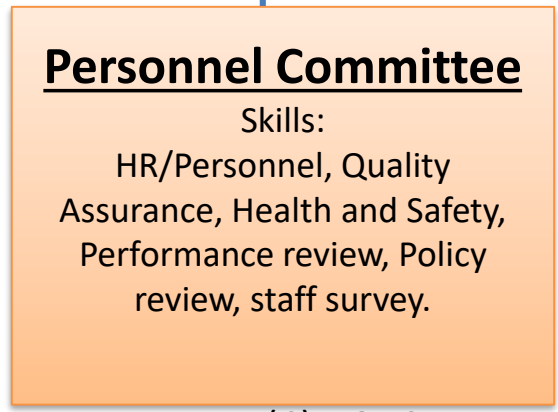 Personnel Committee
Skills:
HR/Personnel, Quality
Assurance, Health and Safety,
Performance review, Policy
review, staff survey.